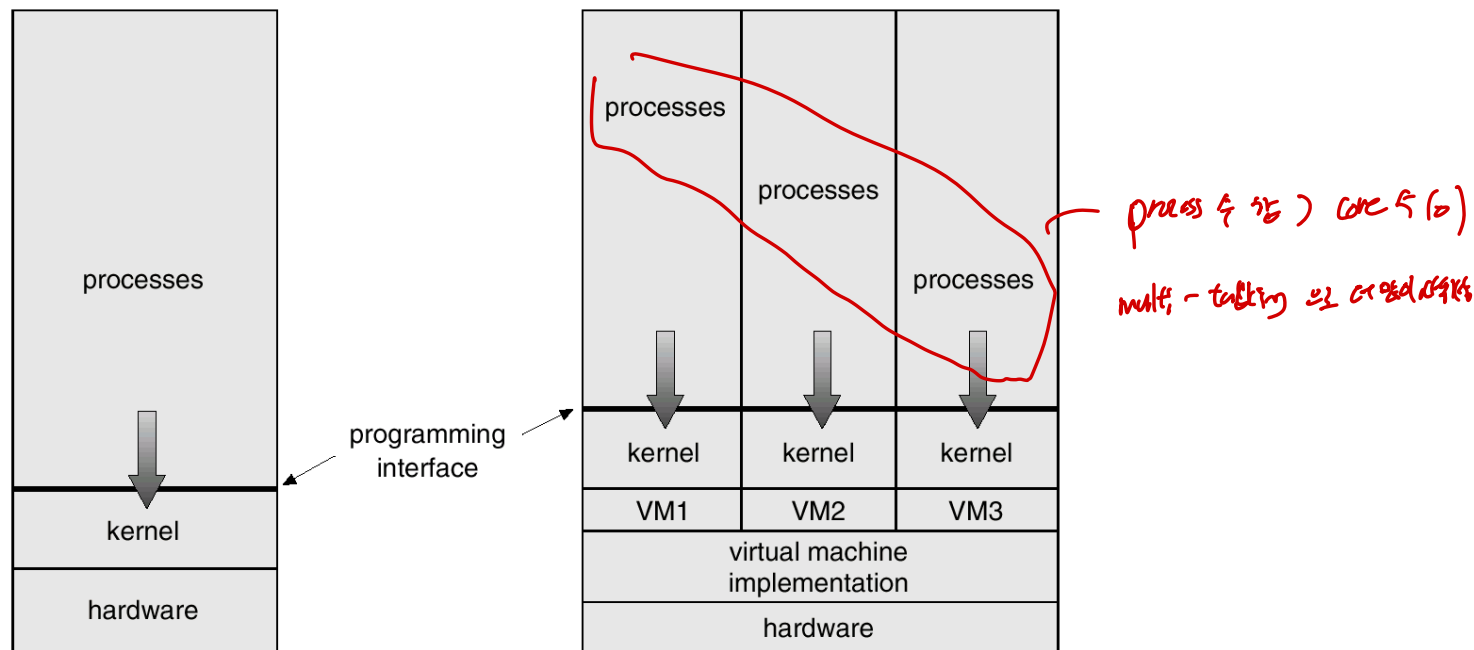 processes
kernel
hardware
programming
interface
processes
processes
processes
kernel
kernel
kernel
VM1
VM2
VM3
virtual machine
implementation
hardware
process 수 합 > core 수 (o)
multi-tasking 으로